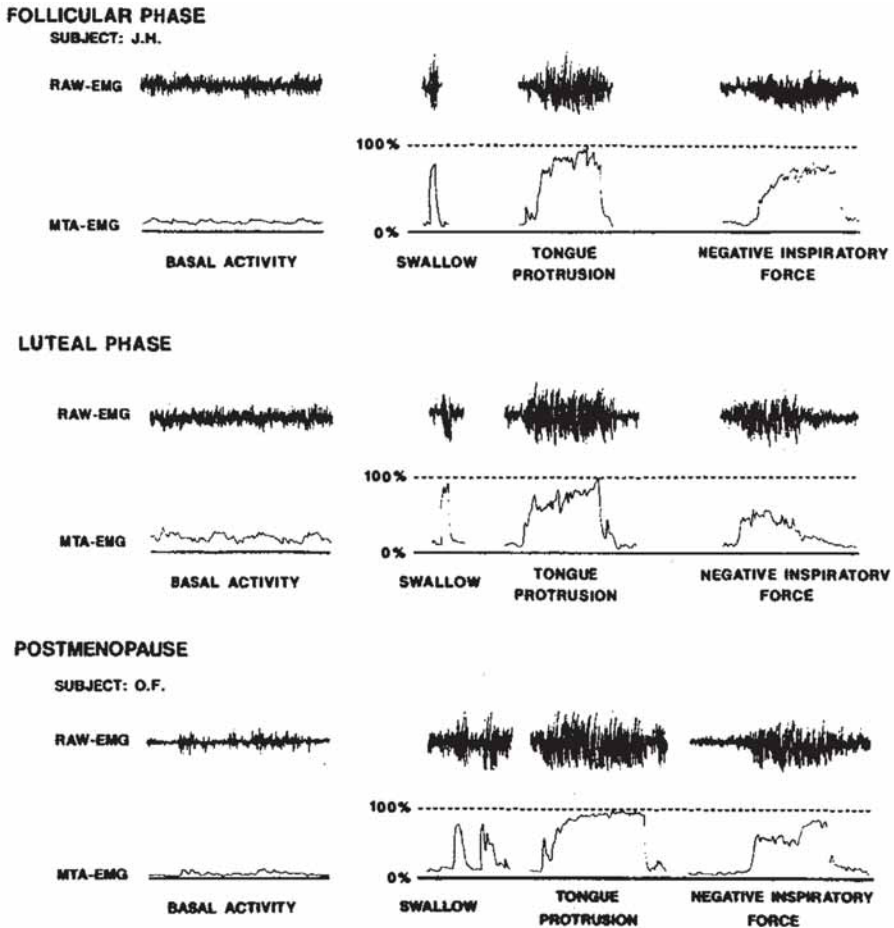 FOLLICULAR PHASE
SUBJECT: J.H.
RAW-EMG
100%
MTA-EMG
0%
BASAL ACTIVITY
SWALLOW
TONGUE
PROTRUSION
NEGATIVE INSPIRATORY
FORCE
LUTEAL PHASE
RAW-EMG
100%
MTA-EMG
0%
BASAL ACTIVITY
SWALLOW
TONGUE
PROTRUSION
NEGATIVE INSPIRATORY
FORCE
POSTMENOPAUSE
SUBJECT: O.F.
RAW-EMG
100%
MTA-EMG
0%
BASAL ACTIVITY
SWALLOW
TONGUE
PROTRUSION
NEGATIVE INSPIRATORY
FORCE